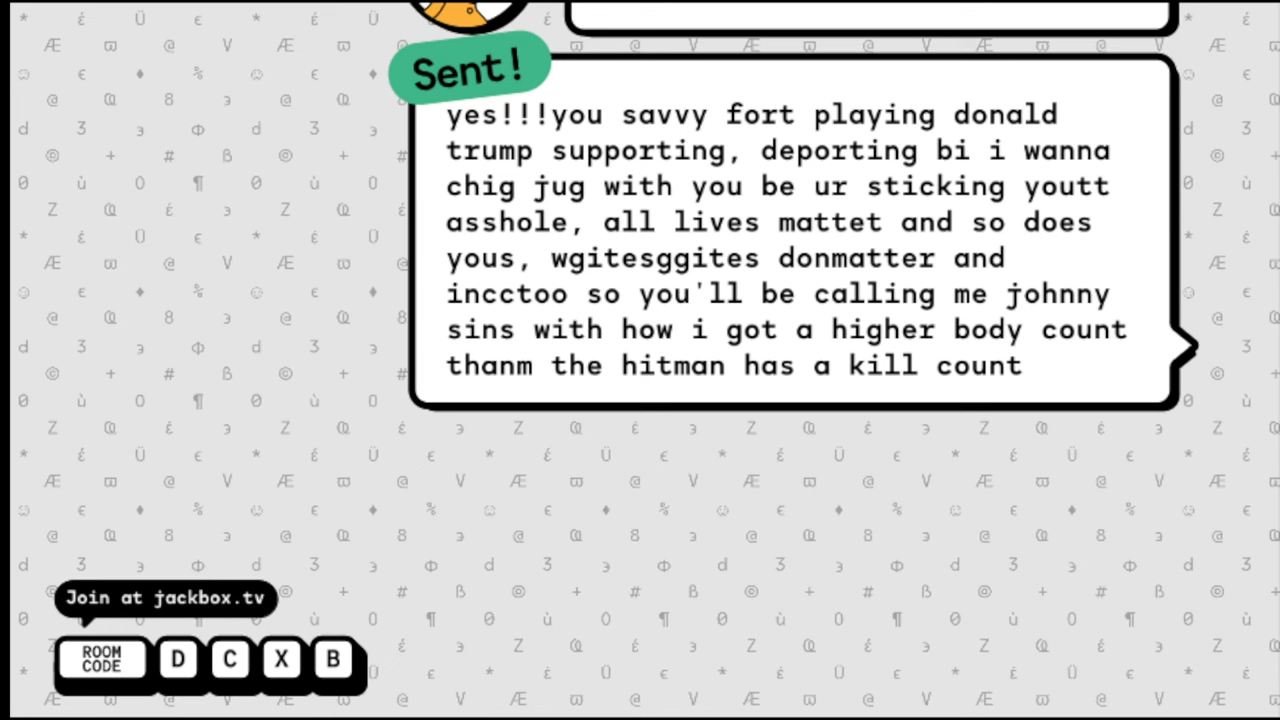 Sent!
yes!!!you savvy fort playing donald
trump supporting, deporting bi i wanna
chig jug with you be ur sticking youtt
asshole, all lives mattet and so does
yous, wgitesggites donmatter and
incctoo so you'll be calling me johnny
sins with how i got a higher body count
thanm the hitman has a kill count
Join at jackbox.tv
ROOM
CODE
D C X B